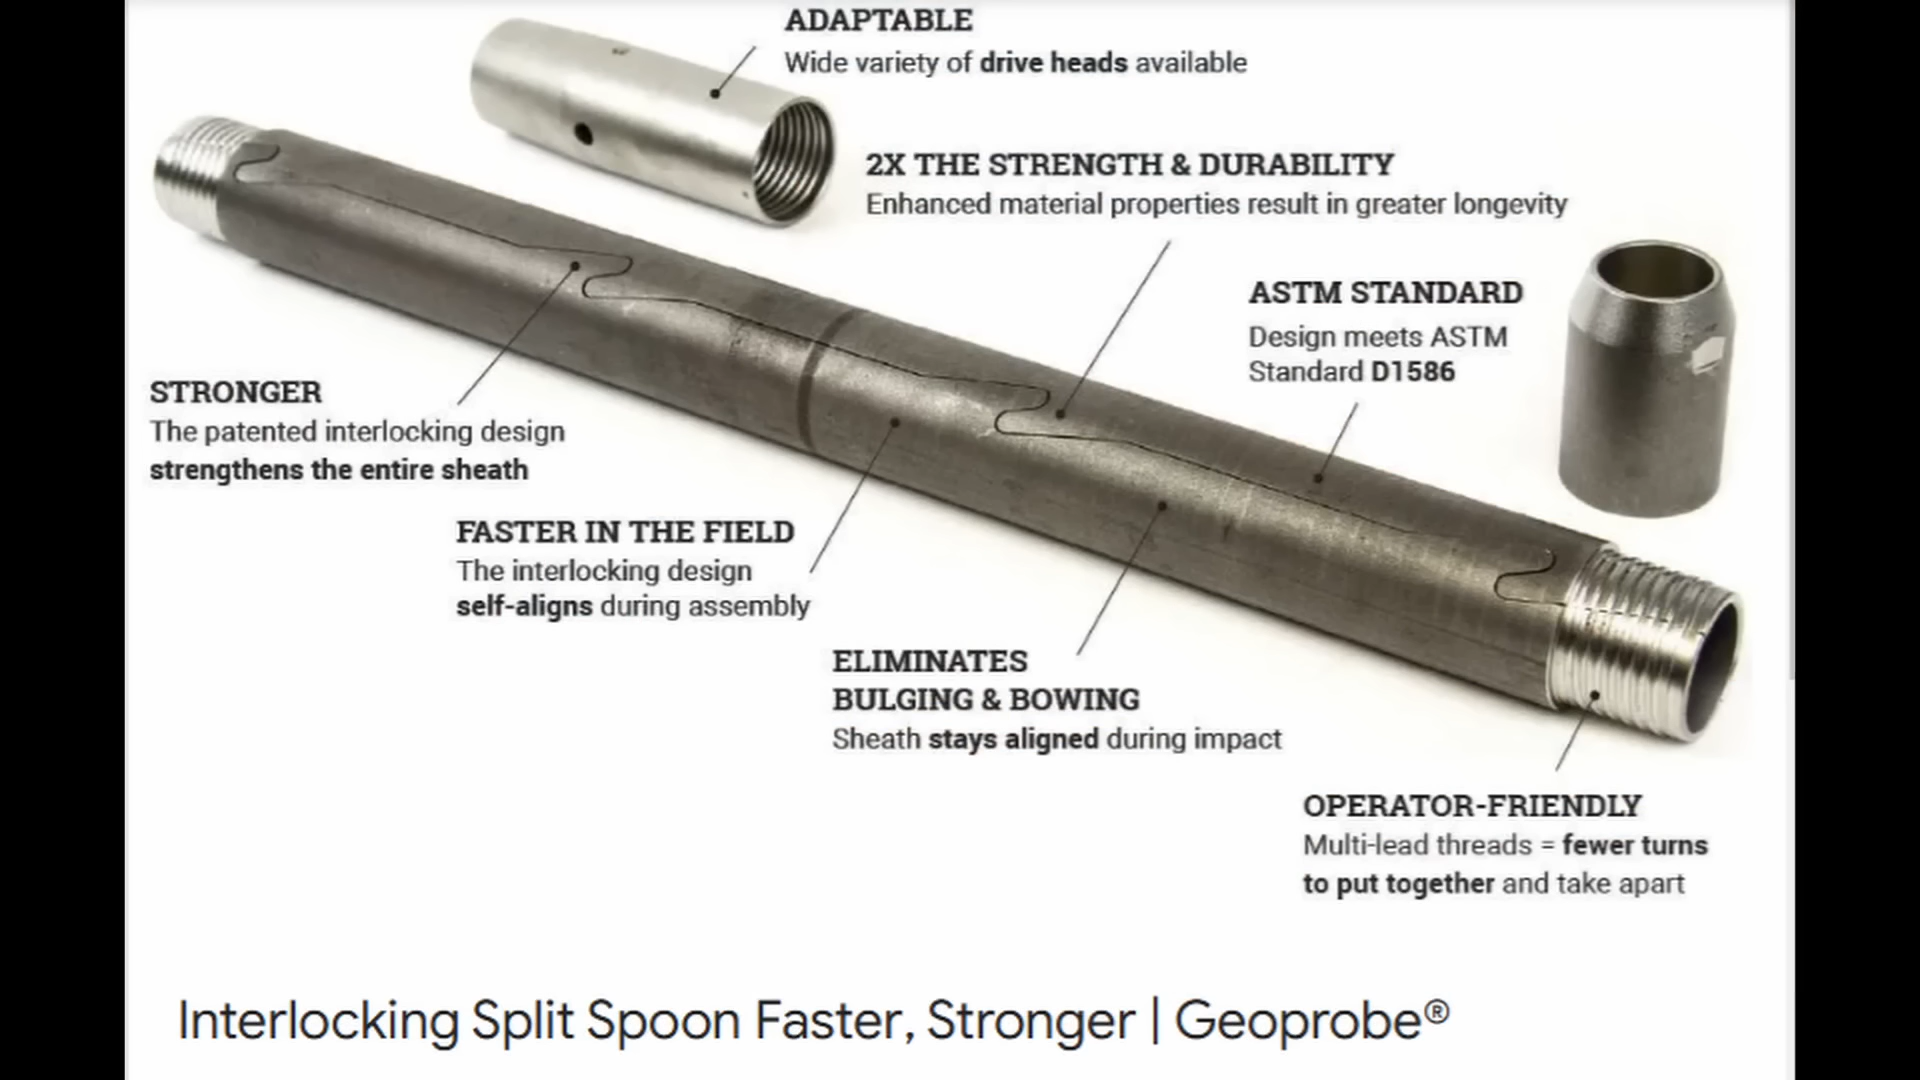 ADAPTABLE
Wide variety of drive heads available
2X THE STRENGTH & DURABILITY
Enhanced material properties result in greater longevity
ASTM STANDARD
Design meets ASTM
Standard D1586
STRONGER
The patented interlocking design
strengthens the entire sheath
FASTER IN THE FIELD
The interlocking design
self-aligns during assembly
ELIMINATES
BULGING & BOWING
Sheath stays aligned during impact
OPERATOR-FRIENDLY
Multi-lead threads = fewer turns
to put together and take apart
Interlocking Split Spoon Faster, Stronger | Geoprobe®